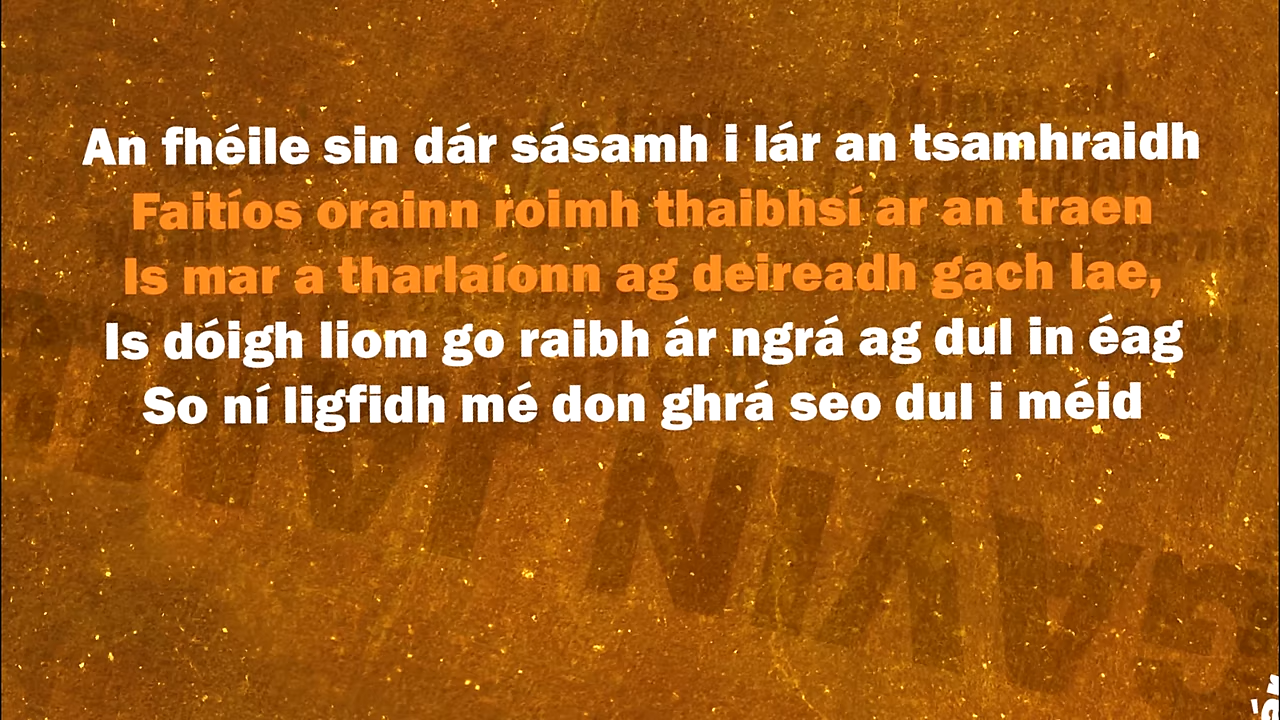 An fhéile sin dár sásamh i lár an tsamhraidh
Faitíos orainn roimh thaibhsí ar an traen
Is mar a tharlaíonn ag deireadh gach lae,
Is dóigh liom go raibh ár ngrá ag dul in éag
So ní ligfidh mé don ghrá seo dul i méid